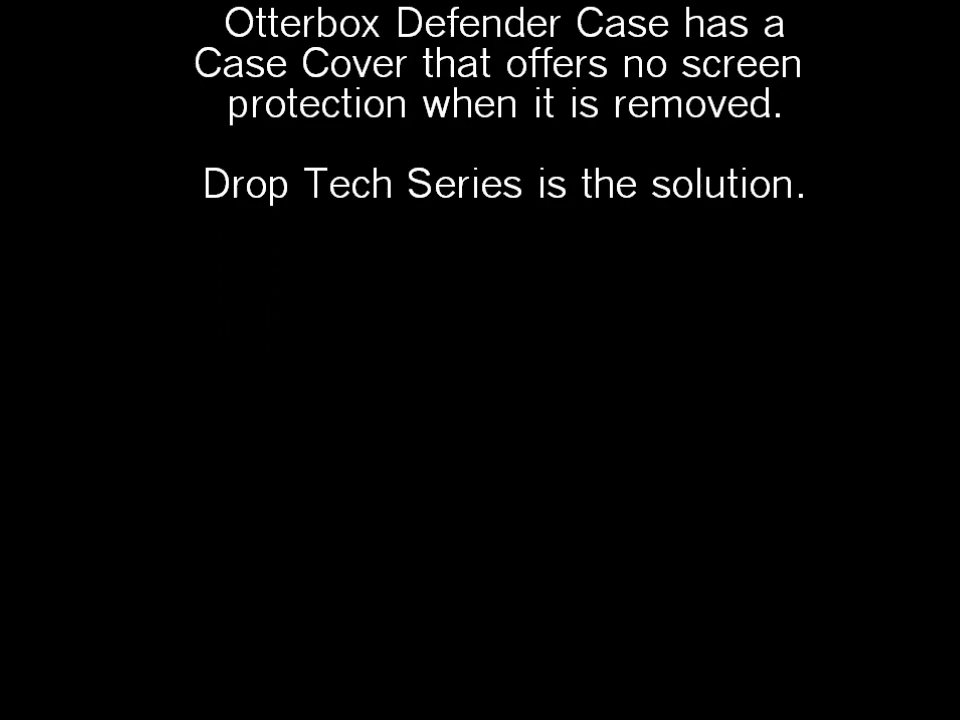 Otterbox Defender Case has a
Case Cover that offers no screen
protection when it is removed.
Drop Tech Series is the solution.